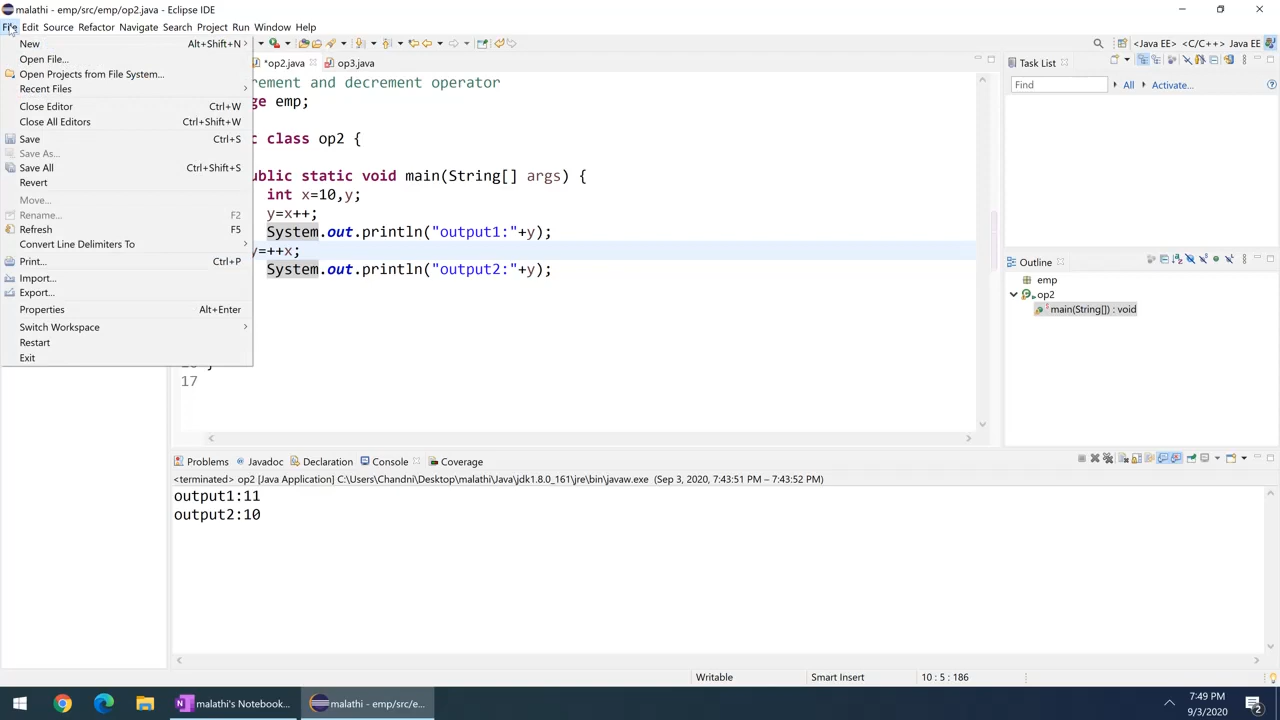 malathi - emp/src/emp/op2.java - Eclipse IDE
File Edit Source Refactor Navigate Search Project Run Window Help
New Alt+Shift+N
Open File...
Open Projects from File System...
Recent Files
Close Editor Ctrl+W
Close All Editors Ctrl+Shift+W
Save Ctrl+S
Save As...
Save All Ctrl+Shift+S
Revert
Move...
Rename... F2
Refresh F5
Convert Line Delimiters To
Print... Ctrl+P
Import...
Export...
Properties Alt+Enter
Switch Workspace
Restart
Exit
<Java EE> <C/C++> Java EE
*op2.java op3.java
rement and decrement operator
ge emp;
c class op2 {
ublic static void main(String[] args) {
int x=10,y;
y=x++;
System.out.println("output1:"+y);
y=++x;
System.out.println("output2:"+y);
17
Task List
Find All Activate...
Outline
emp
op2
main(String[]) : void
Problems Javadoc Declaration Console Coverage
<terminated> op2 [Java Application] C:\Users\Chandni\Desktop\malathi\Java\jdk1.8.0_161\jre\bin\javaw.exe (Sep 3, 2020, 7:43:51 PM – 7:43:52 PM)
output1:11
output2:10
Writable Smart Insert 10 : 5 : 186
malathi's Notebook... malathi - emp/src/e...
7:49 PM
9/3/2020
2